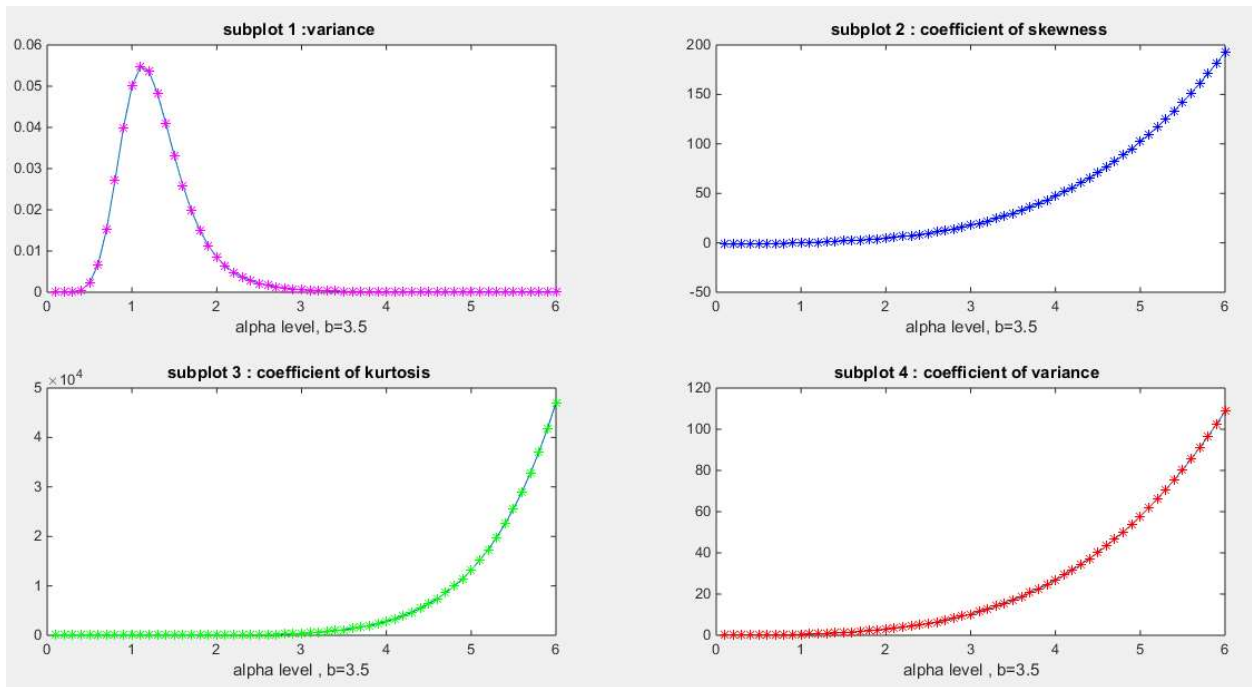 subplot 1 :variance
0.06
0.05
0.04
0.03
0.02
0.01
0
0 1 2 3 4 5 6
alpha level, b=3.5
subplot 2 : coefficient of skewness
200
150
100
50
0
-50
0 1 2 3 4 5 6
alpha level, b=3.5
subplot 3 : coefficient of kurtosis
×10^4
5
4
3
2
1
0
0 1 2 3 4 5 6
alpha level , b=3.5
subplot 4 : coefficient of variance
120
100
80
60
40
20
0
0 1 2 3 4 5 6
alpha level , b=3.5